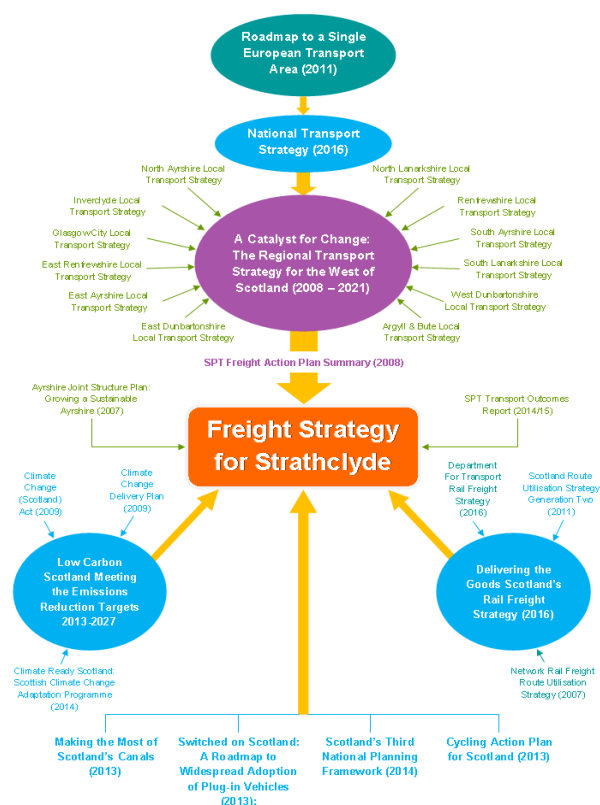 Roadmap to a Single
European Transport
Area (2011)
National Transport
Strategy (2016)
North Ayrshire Local
Transport Strategy
North Lanarkshire Local
Transport Strategy
Inverclyde Local
Transport Strategy
Renfrewshire Local
Transport Strategy
GlasgowCity Local
Transport Strategy
South Ayrshire Local
Transport Strategy
East Renfrewshire Local
Transport Strategy
South Lanarkshire Local
Transport Strategy
East Ayrshire Local
Transport Strategy
West Dunbartonshire
Local Transport Strategy
East Dunbartonshire
Local Transport Strategy
Argyll & Bute Local
Transport Strategy
A Catalyst for Change:
The Regional Transport
Strategy for the West of
Scotland (2008 – 2021)
SPT Freight Action Plan Summary (2008)
Ayrshire Joint Structure Plan:
Growing a Sustainable
Ayrshire (2007)
SPT Transport Outcomes
Report (2014/15)
Freight Strategy
for Strathclyde
Climate
Change
(Scotland)
Act (2009)
Climate
Change
Delivery Plan
(2009)
Department
For Transport
Rail Freight
Strategy
(2016)
Scotland Route
Utilisation Strategy
Generation Two
(2011)
Low Carbon
Scotland Meeting
the Emissions
Reduction Targets
2013-2027
Delivering the
Goods Scotland's
Rail Freight
Strategy (2016)
Climate Ready Scotland:
Scottish Climate Change
Adaptation Programme
(2014)
Network Rail Freight
Route Utilisation
Strategy (2007)
Making the Most of
Scotland's Canals
(2013)
Switched on Scotland:
A Roadmap to
Widespread Adoption
of Plug-in Vehicles
(2013):
Scotland's Third
National Planning
Framework (2014)
Cycling Action Plan
for Scotland (2013)